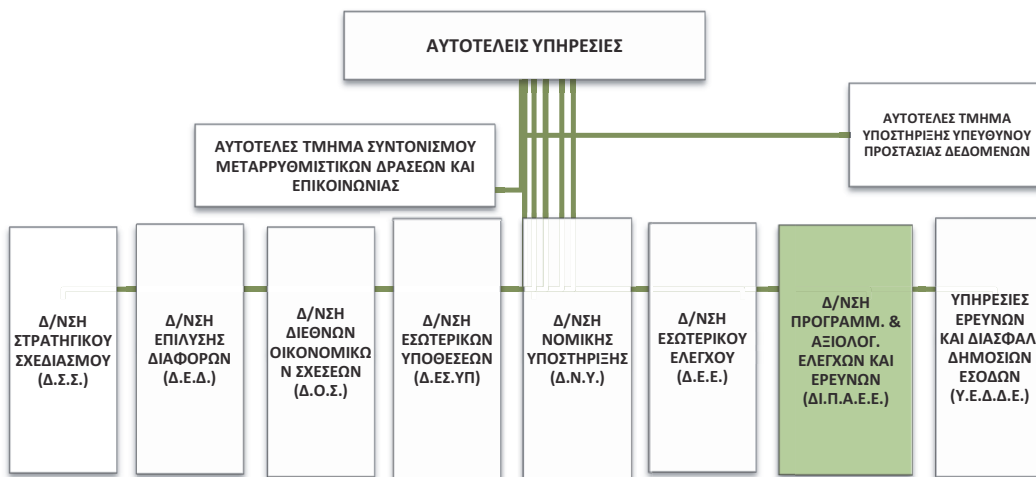 ΑΥΤΟΤΕΛΕΙΣ ΥΠΗΡΕΣΙΕΣ
ΑΥΤΟΤΕΛΕΣ ΤΜΗΜΑ ΣΥΝΤΟΝΙΣΜΟΥ
ΜΕΤΑΡΡΥΘΜΙΣΤΙΚΩΝ ΔΡΑΣΕΩΝ ΚΑΙ
ΕΠΙΚΟΙΝΩΝΙΑΣ
ΑΥΤΟΤΕΛΕΣ ΤΜΗΜΑ
ΥΠΟΣΤΗΡΙΞΗΣ ΥΠΕΥΘΥΝΟΥ
ΠΡΟΣΤΑΣΙΑΣ ΔΕΔΟΜΕΝΩΝ
Δ/ΝΣΗ
ΣΤΡΑΤΗΓΙΚΟΥ
ΣΧΕΔΙΑΣΜΟΥ
(Δ.Σ.Σ.)
Δ/ΝΣΗ
ΕΠΙΛΥΣΗΣ
ΔΙΑΦΟΡΩΝ
(Δ.Ε.Δ.)
Δ/ΝΣΗ
ΔΙΕΘΝΩΝ
ΟΙΚΟΝΟΜΙΚΩ
Ν ΣΧΕΣΕΩΝ
(Δ.Ο.Σ.)
Δ/ΝΣΗ
ΕΣΩΤΕΡΙΚΩΝ
ΥΠΟΘΕΣΕΩΝ
(Δ.ΕΣ.ΥΠ)
Δ/ΝΣΗ
ΝΟΜΙΚΗΣ
ΥΠΟΣΤΗΡΙΞΗΣ
(Δ.Ν.Υ.)
Δ/ΝΣΗ
ΕΣΩΤΕΡΙΚΟΥ
ΕΛΕΓΧΟΥ
(Δ.Ε.Ε.)
Δ/ΝΣΗ
ΠΡΟΓΡΑΜΜ. &
ΑΞΙΟΛΟΓ.
ΕΛΕΓΧΩΝ ΚΑΙ
ΕΡΕΥΝΩΝ
(ΔΙ.Π.Α.Ε.Ε.)
ΥΠΗΡΕΣΙΕΣ
ΕΡΕΥΝΩΝ
ΚΑΙ ΔΙΑΣΦΑΛ
ΔΗΜΟΣΙΩΝ
ΕΣΟΔΩΝ
(Υ.Ε.Δ.Δ.Ε.)